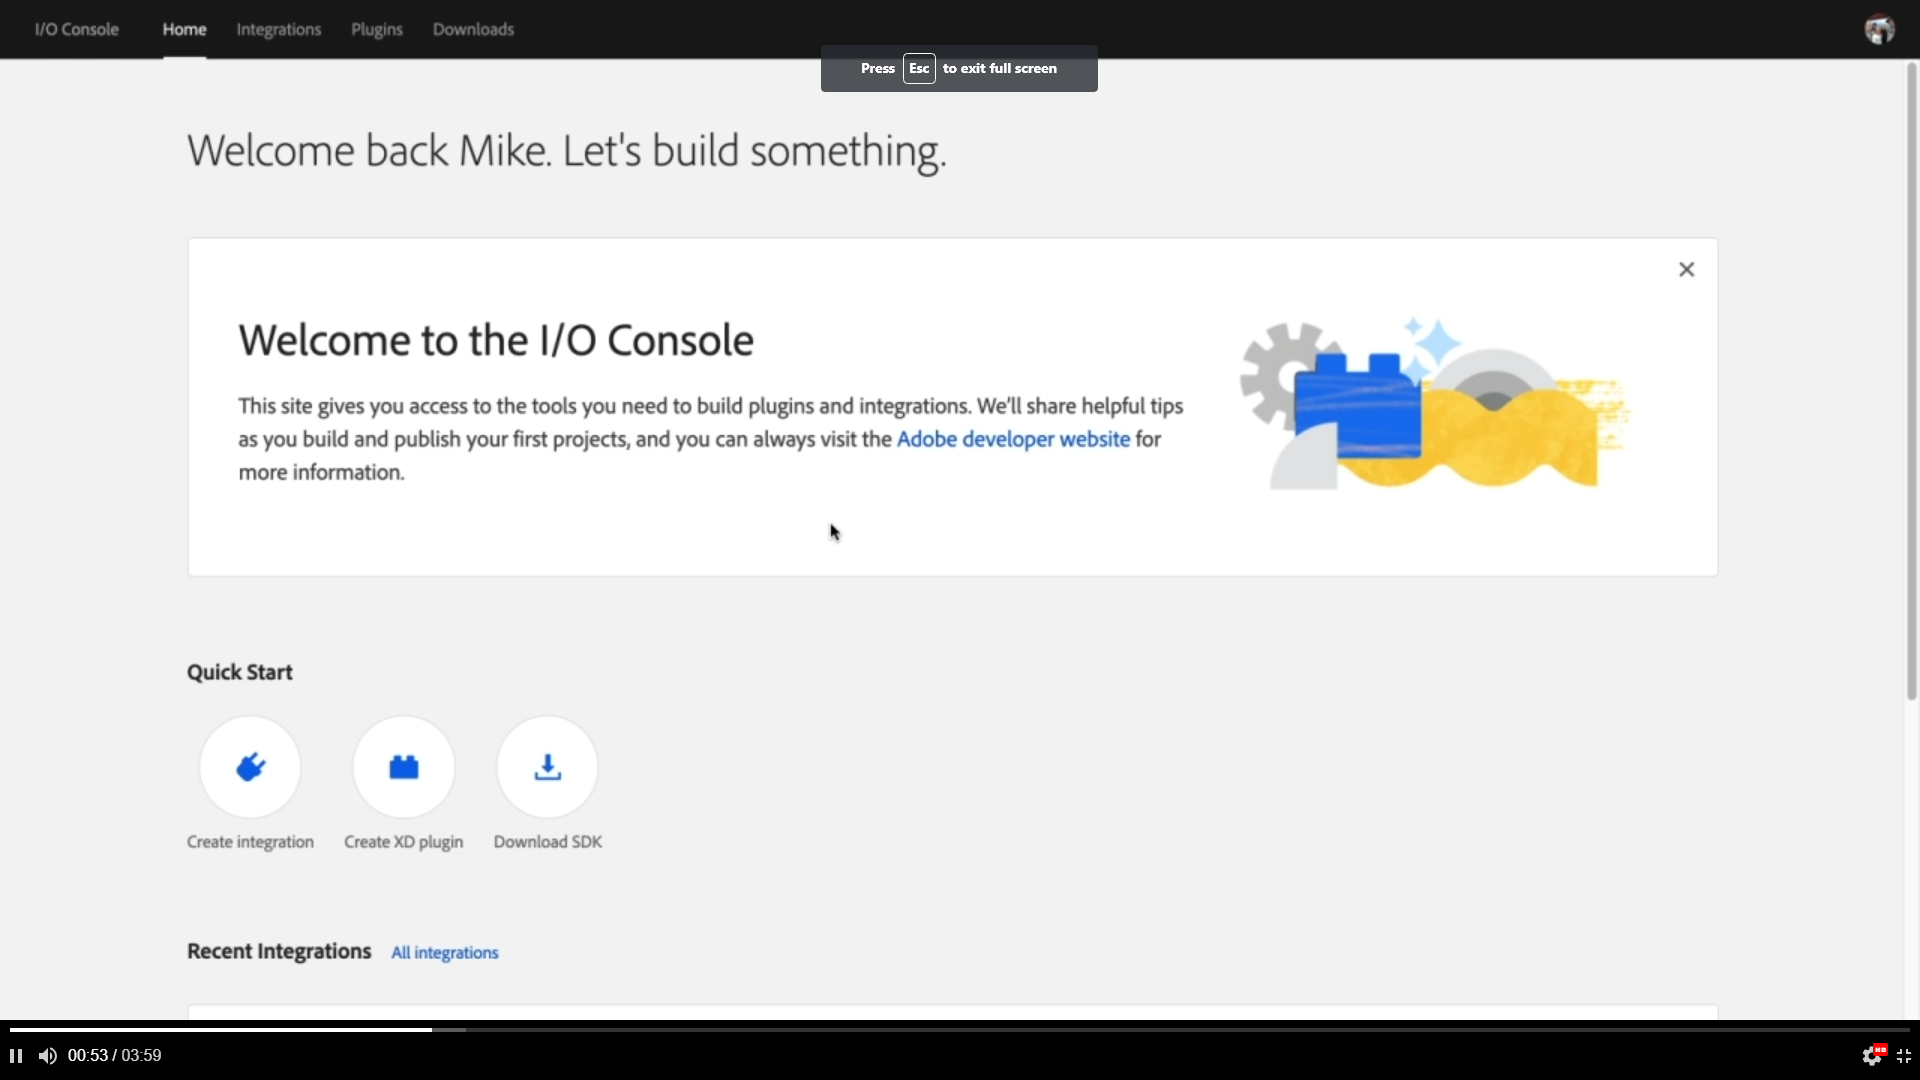 I/O Console Home Integrations Plugins Downloads
Press Esc to exit full screen
Welcome back Mike. Let's build something.
Welcome to the I/O Console
This site gives you access to the tools you need to build plugins and integrations. We'll share helpful tips
as you build and publish your first projects, and you can always visit the Adobe developer website for
more information.
Quick Start
Create integration Create XD plugin Download SDK
Recent Integrations All integrations
00:53 / 03:59
HD